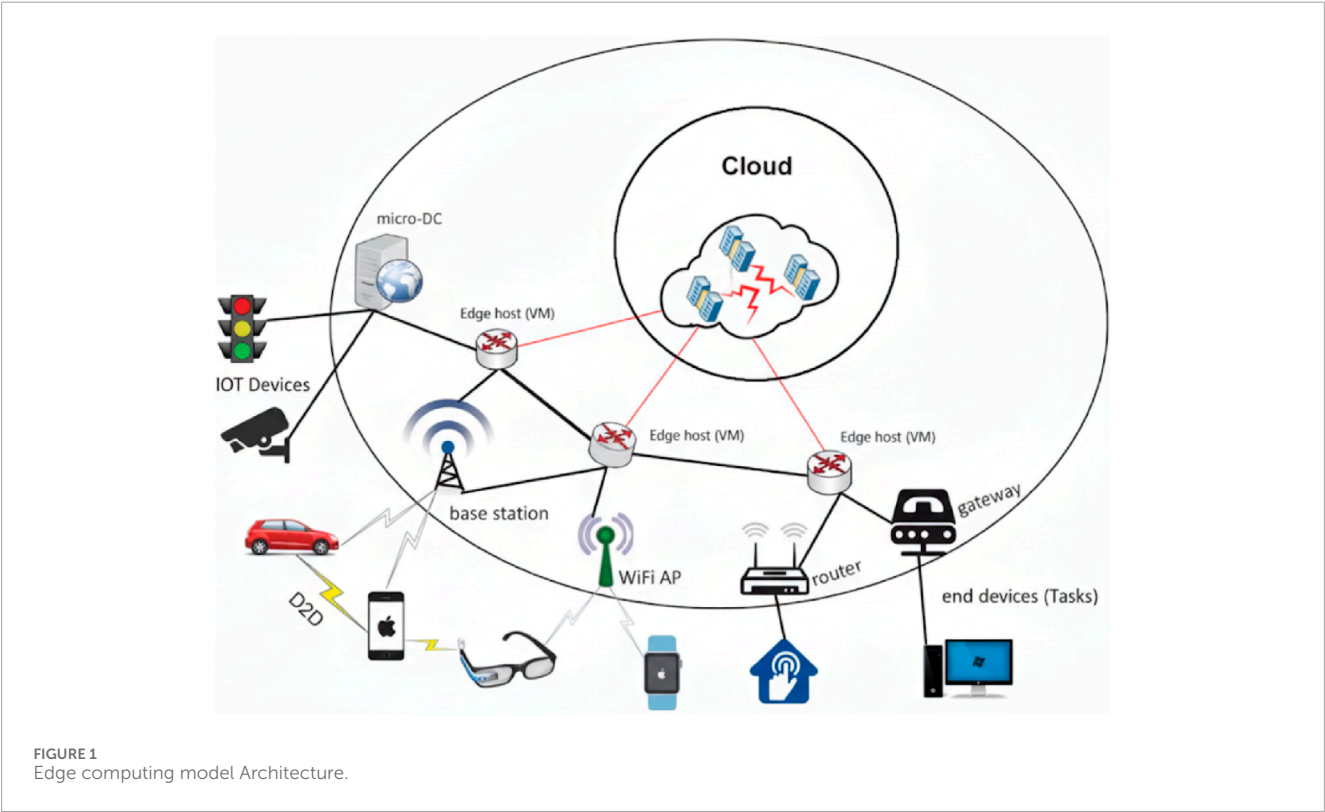 Cloud
micro-DC
Edge host (VM)
IOT Devices
Edge host (VM)
Edge host (VM)
gateway
base station
WiFi AP
router
end devices (Tasks)
D2D
FIGURE 1
Edge computing model Architecture.